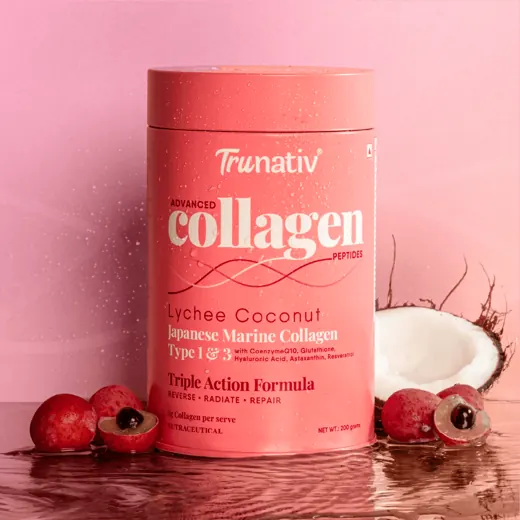 Trunativ®
ADVANCED
collagen
PEPTIDES
Lychee Coconut
Japanese Marine Collagen
Type 1 & 3 with CoenzymeQ10, Glutathione,
Hyaluronic Acid, Astaxanthin, Resveratrol
Triple Action Formula
REVERSE • RADIATE • REPAIR
Collagen per serve
NUTRACEUTICAL
NET WT: 200 grams